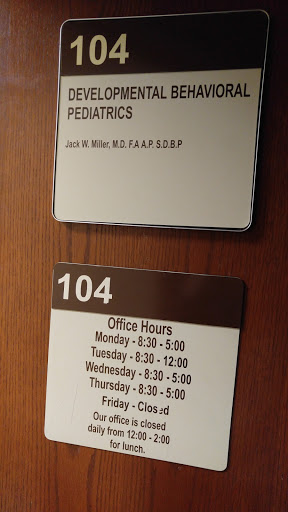 104
DEVELOPMENTAL BEHAVIORAL
PEDIATRICS
Jack W. Miller, M.D. F.A.A.P. S.D.B.P
104
Office Hours
Monday - 8:30 - 5:00
Tuesday - 8:30 - 12:00
Wednesday - 8:30 - 5:00
Thursday - 8:30 - 5:00
Friday - Closed
Our office is closed
daily from 12:00 - 2:00
for lunch.